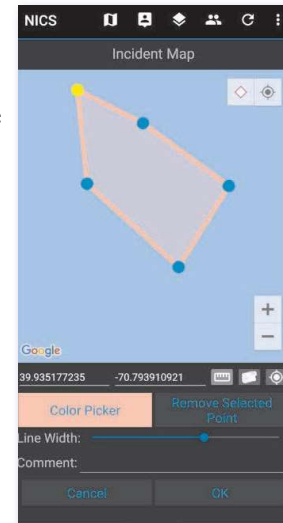 NICS
Incident Map
Google
39.935177235 -70.793910921
Color Picker
Remove Selected
Point
Line Width:
Comment:
Cancel OK